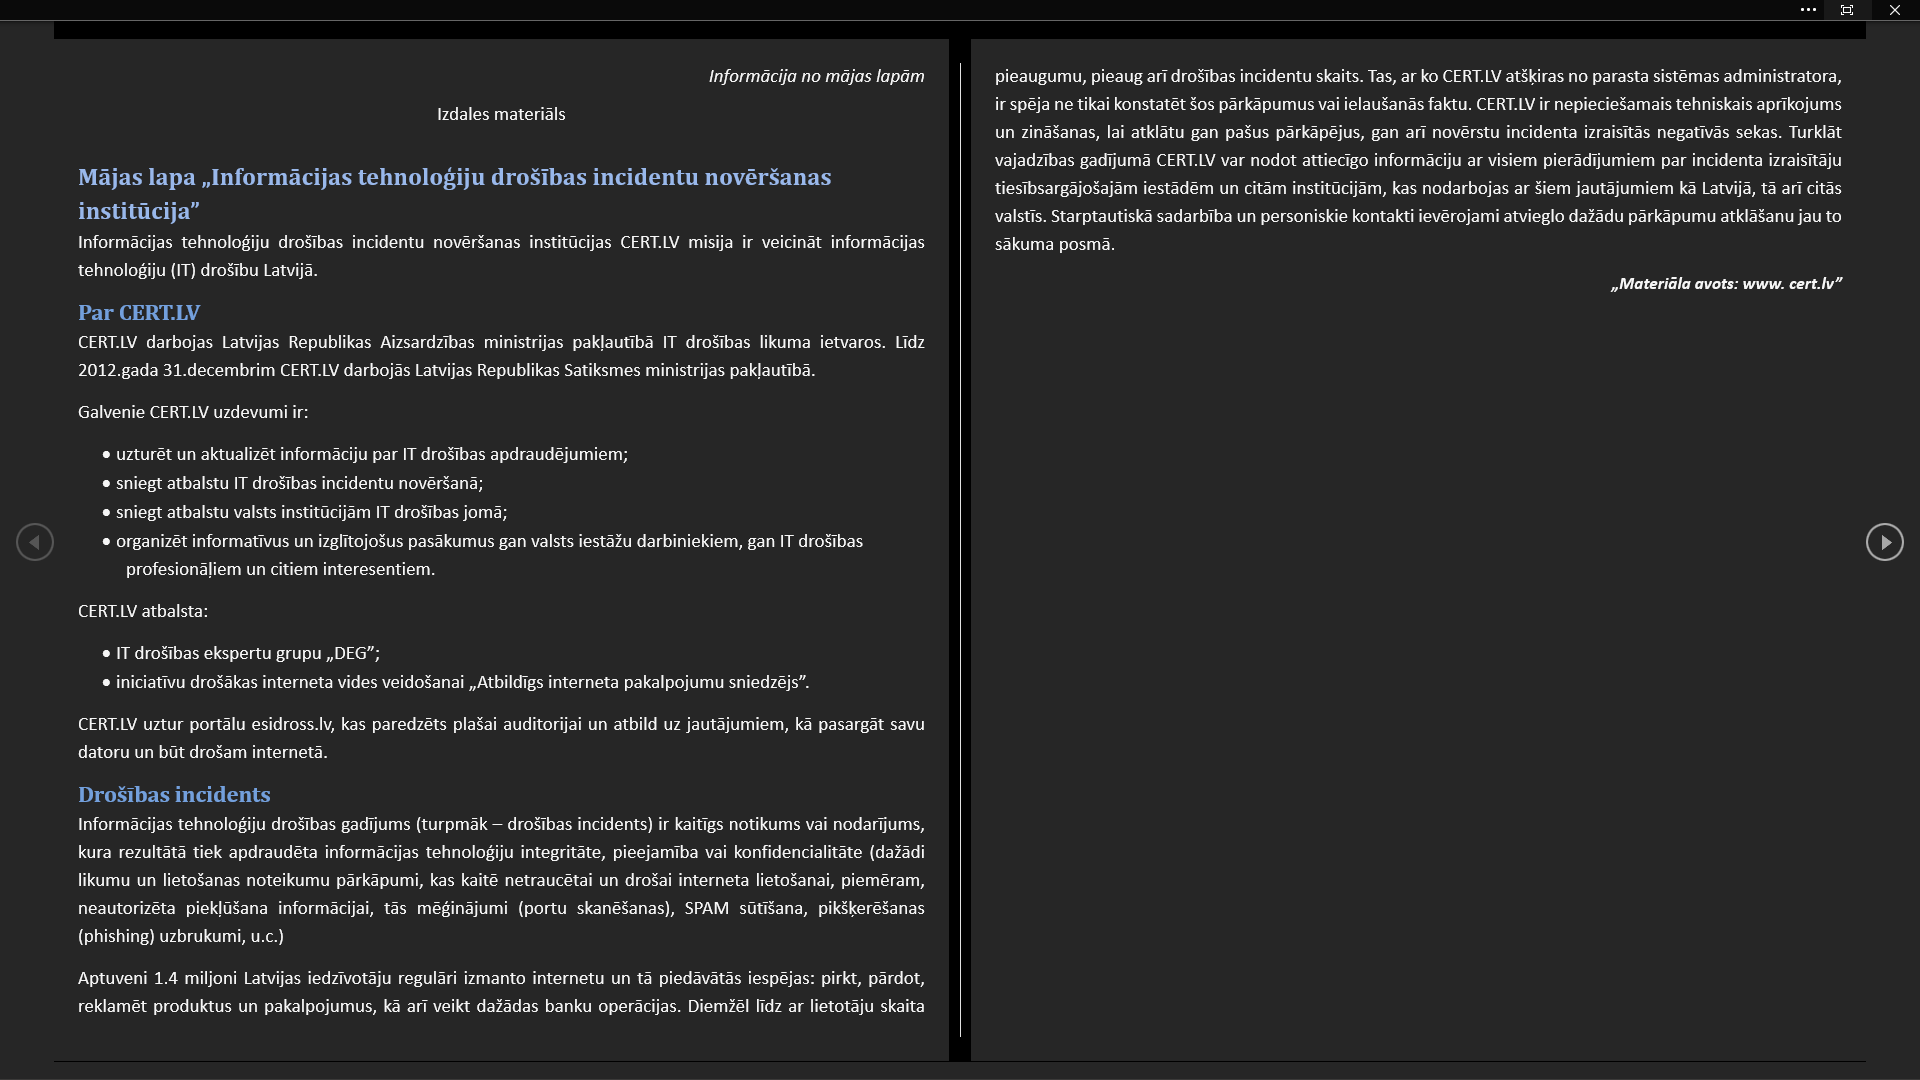 Informācija no mājas lapām
Izdales materiāls
Mājas lapa „Informācijas tehnoloģiju drošības incidentu novēršanas
institūcija”
Informācijas tehnoloģiju drošības incidentu novēršanas institūcijas CERT.LV misija ir veicināt informācijas
tehnoloģiju (IT) drošību Latvijā.
Par CERT.LV
CERT.LV darbojas Latvijas Republikas Aizsardzības ministrijas pakļautībā IT drošības likuma ietvaros. Līdz
2012.gada 31.decembrim CERT.LV darbojās Latvijas Republikas Satiksmes ministrijas pakļautībā.
Galvenie CERT.LV uzdevumi ir:
• uzturēt un aktualizēt informāciju par IT drošības apdraudējumiem;
• sniegt atbalstu IT drošības incidentu novēršanā;
• sniegt atbalstu valsts institūcijām IT drošības jomā;
• organizēt informatīvus un izglītojošus pasākumus gan valsts iestāžu darbiniekiem, gan IT drošības
profesionāļiem un citiem interesentiem.
CERT.LV atbalsta:
• IT drošības ekspertu grupu „DEG”;
• iniciatīvu drošākas interneta vides veidošanai „Atbildīgs interneta pakalpojumu sniedzējs”.
CERT.LV uztur portālu esidross.lv, kas paredzēts plašai auditorijai un atbild uz jautājumiem, kā pasargāt savu
datoru un būt drošam internetā.
Drošības incidents
Informācijas tehnoloģiju drošības gadījums (turpmāk – drošības incidents) ir kaitīgs notikums vai nodarījums,
kura rezultātā tiek apdraudēta informācijas tehnoloģiju integritāte, pieejamība vai konfidencialitāte (dažādi
likumu un lietošanas noteikumu pārkāpumi, kas kaitē netraucētai un drošai interneta lietošanai, piemēram,
neautorizēta piekļūšana informācijai, tās mēģinājumi (portu skanēšanas), SPAM sūtīšana, pikšķerēšanas
(phishing) uzbrukumi, u.c.)
Aptuveni 1.4 miljoni Latvijas iedzīvotāju regulāri izmanto internetu un tā piedāvātās iespējas: pirkt, pārdot,
reklamēt produktus un pakalpojumus, kā arī veikt dažādas banku operācijas. Diemžēl līdz ar lietotāju skaita
pieaugumu, pieaug arī drošības incidentu skaits. Tas, ar ko CERT.LV atšķiras no parasta sistēmas administratora,
ir spēja ne tikai konstatēt šos pārkāpumus vai ielaušanās faktu. CERT.LV ir nepieciešamais tehniskais aprīkojums
un zināšanas, lai atklātu gan pašus pārkāpējus, gan arī novērstu incidenta izraisītās negatīvās sekas. Turklāt
vajadzības gadījumā CERT.LV var nodot attiecīgo informāciju ar visiem pierādījumiem par incidenta izraisītāju
tiesībsargājošajām iestādēm un citām institūcijām, kas nodarbojas ar šiem jautājumiem kā Latvijā, tā arī citās
valstīs. Starptautiskā sadarbība un personiskie kontakti ievērojami atvieglo dažādu pārkāpumu atklāšanu jau to
sākuma posmā.
„Materiāla avots: www. cert.lv”